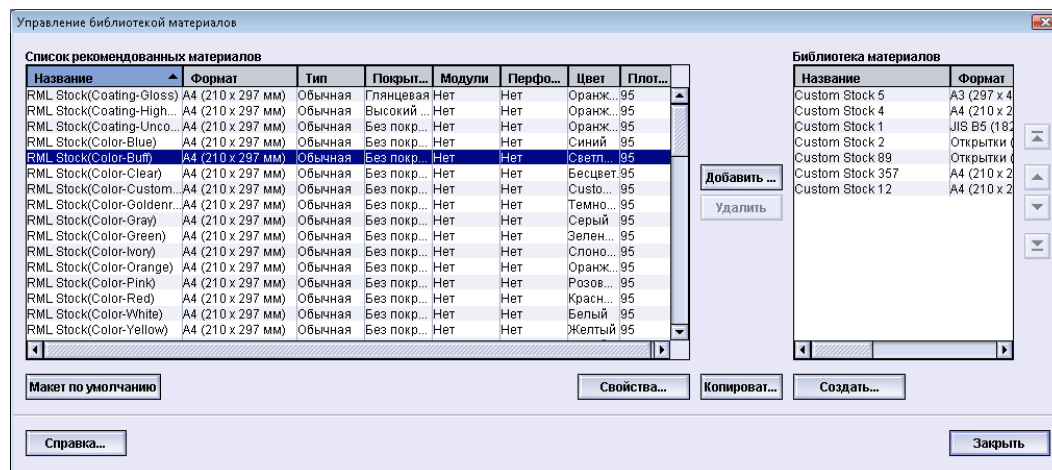 Управление библиотекой материалов
Список рекомендованных материалов
Название Формат Тип Покрыт... Модули Перфо... Цвет Плот...
RML Stock(Coating-Gloss) A4 (210 x 297 мм) Обычная Глянцевая Нет Нет Оранж... 95
RML Stock(Coating-High... A4 (210 x 297 мм) Обычная Высокий ... Нет Нет Оранж... 95
RML Stock(Coating-Unco... A4 (210 x 297 мм) Обычная Без покр... Нет Нет Оранж... 95
RML Stock(Color-Blue) A4 (210 x 297 мм) Обычная Без покр... Нет Нет Синий 95
RML Stock(Color-Buff) A4 (210 x 297 мм) Обычная Без покр... Нет Нет Светл... 95
RML Stock(Color-Clear) A4 (210 x 297 мм) Обычная Без покр... Нет Нет Бесцвет. 95
RML Stock(Color-Custom... A4 (210 x 297 мм) Обычная Без покр... Нет Нет Custo... 95
RML Stock(Color-Goldenr... A4 (210 x 297 мм) Обычная Без покр... Нет Нет Темно... 95
RML Stock(Color-Gray) A4 (210 x 297 мм) Обычная Без покр... Нет Нет Серый 95
RML Stock(Color-Green) A4 (210 x 297 мм) Обычная Без покр... Нет Нет Зелен... 95
RML Stock(Color-Ivory) A4 (210 x 297 мм) Обычная Без покр... Нет Нет Слоно... 95
RML Stock(Color-Orange) A4 (210 x 297 мм) Обычная Без покр... Нет Нет Оранж... 95
RML Stock(Color-Pink) A4 (210 x 297 мм) Обычная Без покр... Нет Нет Розов... 95
RML Stock(Color-Red) A4 (210 x 297 мм) Обычная Без покр... Нет Нет Красн... 95
RML Stock(Color-White) A4 (210 x 297 мм) Обычная Без покр... Нет Нет Белый 95
RML Stock(Color-Yellow) A4 (210 x 297 мм) Обычная Без покр... Нет Нет Желтый 95
Добавить ...
Удалить
Библиотека материалов
Название Формат
Custom Stock 5 A3 (297 x 4
Custom Stock 4 A4 (210 x 2
Custom Stock 1 JIS B5 (182
Custom Stock 2 Открытки (
Custom Stock 89 Открытки (
Custom Stock 357 A4 (210 x 2
Custom Stock 12 A4 (210 x 2
Макет по умолчанию Свойства... Копироват... Создать...
Справка... Закрыть